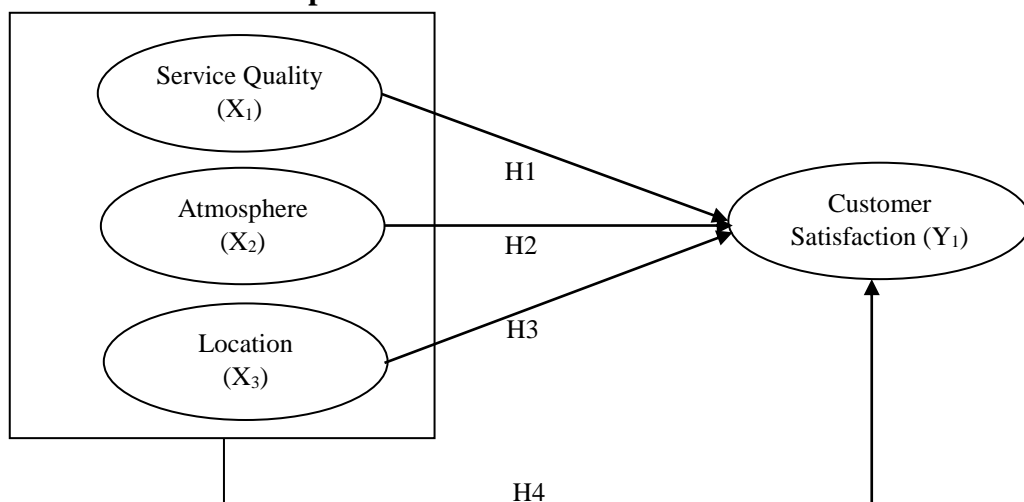 Service Quality
(X₁)
H1
Atmosphere
(X₂)
H2
Customer
Satisfaction (Y₁)
Location
(X₃)
H3
H4